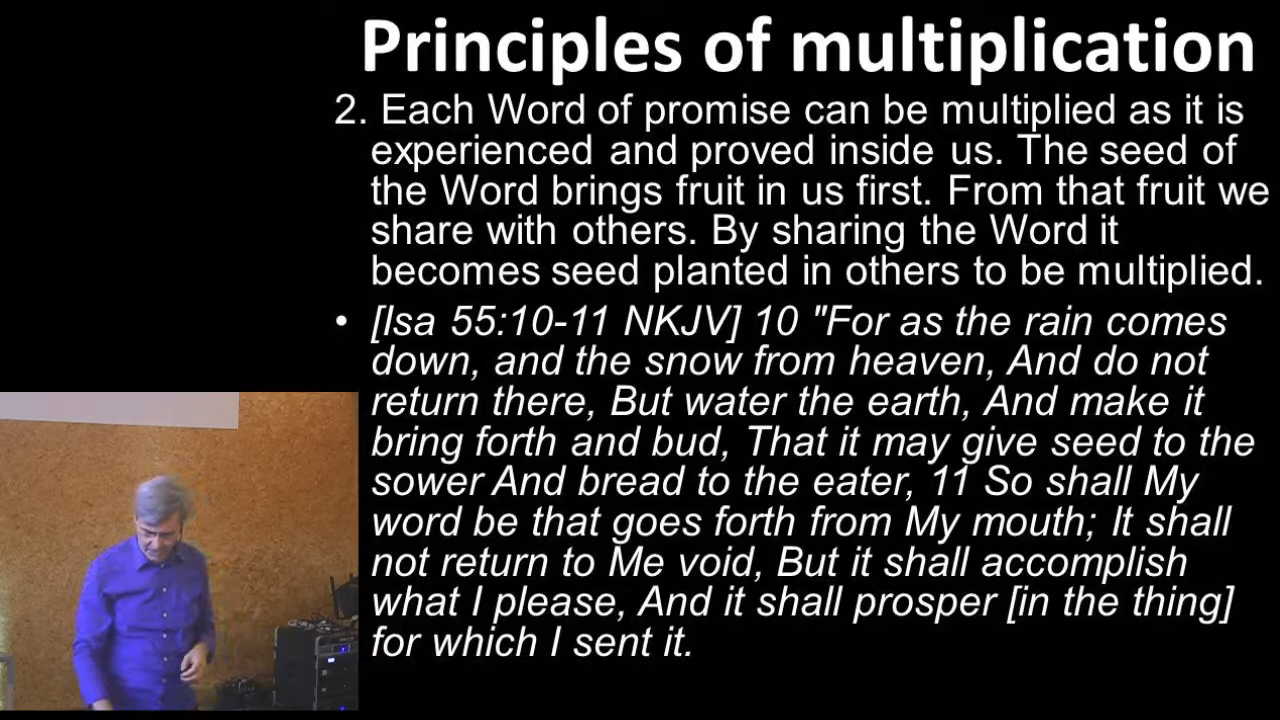 Principles of multiplication
2. Each Word of promise can be multiplied as it is
experienced and proved inside us. The seed of
the Word brings fruit in us first. From that fruit we
share with others. By sharing the Word it
becomes seed planted in others to be multiplied.
• [Isa 55:10-11 NKJV] 10 "For as the rain comes
down, and the snow from heaven, And do not
return there, But water the earth, And make it
bring forth and bud, That it may give seed to the
sower And bread to the eater, 11 So shall My
word be that goes forth from My mouth; It shall
not return to Me void, But it shall accomplish
what I please, And it shall prosper [in the thing]
for which I sent it.